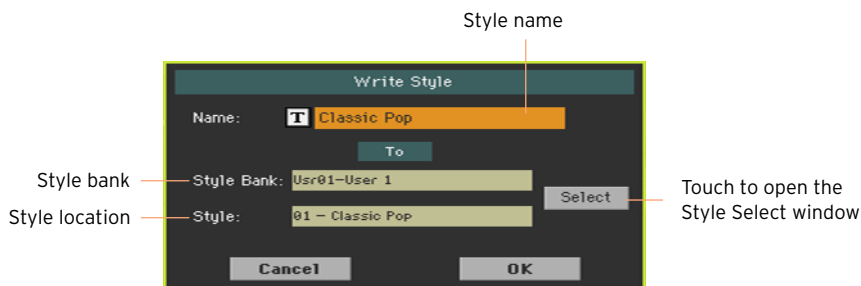 Style name
Write Style
Name: T Classic Pop
To
Style bank
Style Bank: Usr01-User 1
Select
Touch to open the
Style Select window
Style location
Style: 01 - Classic Pop
Cancel OK